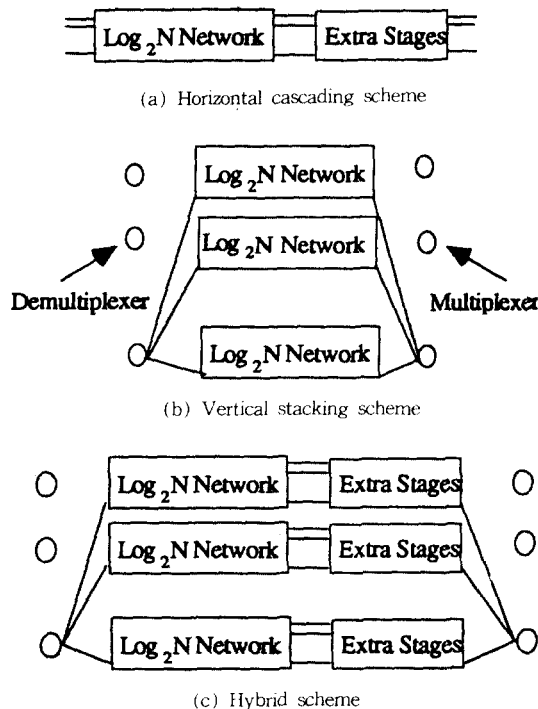 Log 2N Network Extra Stages
(a) Horizontal cascading scheme
Log 2N Network
Log 2N Network
Demultiplexer Multiplexer
Log 2N Network
(b) Vertical stacking scheme
Log 2N Network Extra Stages
Log 2N Network Extra Stages
Log 2N Network Extra Stages
(c) Hybrid scheme